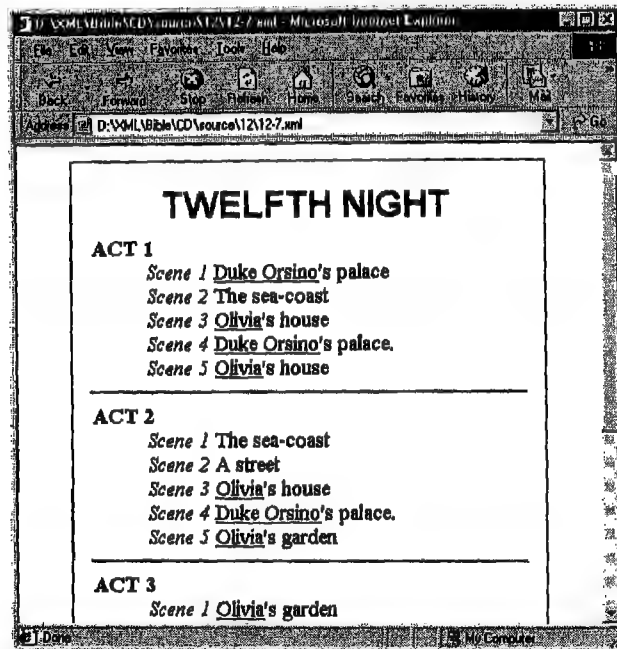 D:\XML\Bible\CD\source\12\12-7.xml - Microsoft Internet Explorer
File Edit View Favorites Tools Help
Back Forward Stop Refresh Home Search Favorites History Mail
Address D:\XML\Bible\CD\source\12\12-7.xml Go
TWELFTH NIGHT
ACT 1
Scene 1 Duke Orsino's palace
Scene 2 The sea-coast
Scene 3 Olivia's house
Scene 4 Duke Orsino's palace.
Scene 5 Olivia's house
ACT 2
Scene 1 The sea-coast
Scene 2 A street
Scene 3 Olivia's house
Scene 4 Duke Orsino's palace.
Scene 5 Olivia's garden
ACT 3
Scene 1 Olivia's garden
Done My Computer